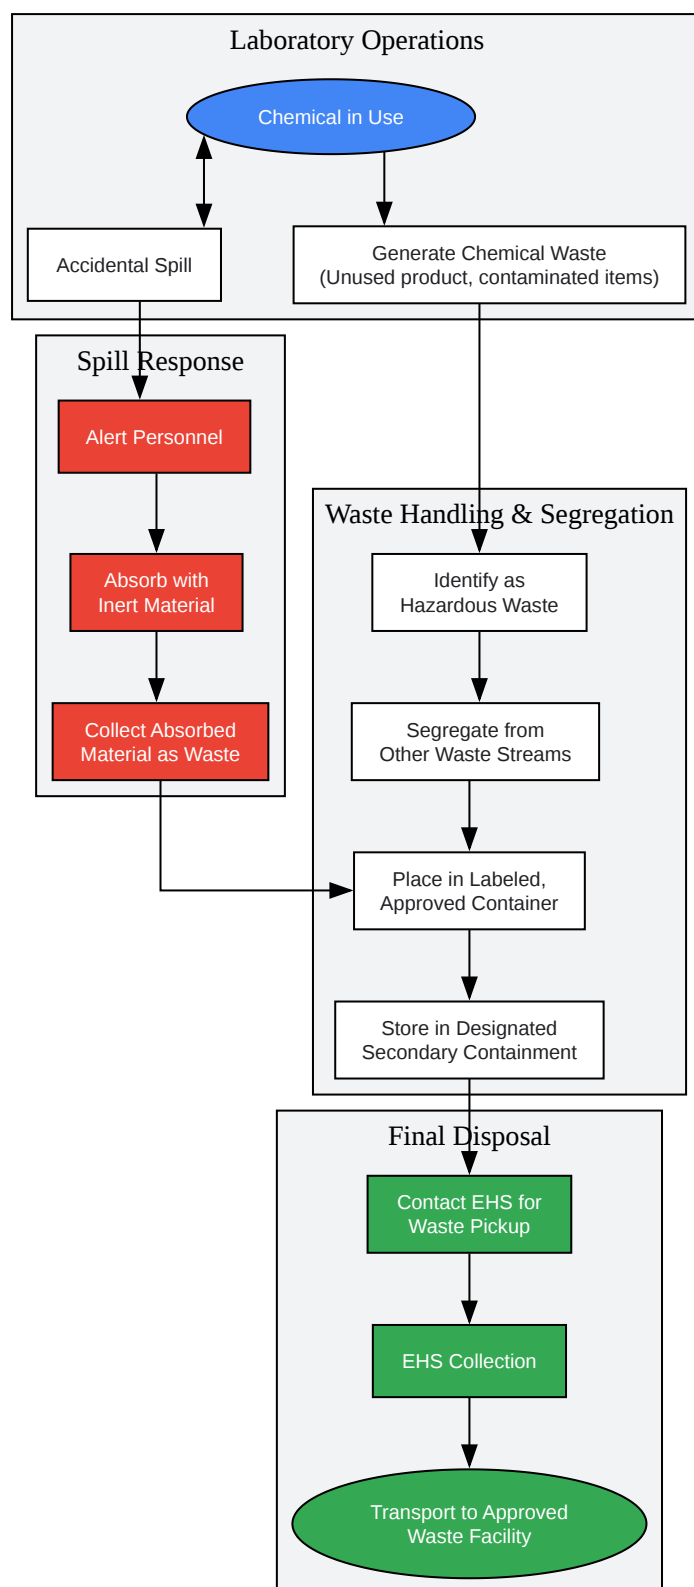 Laboratory Operations
Chemical in Use
Accidental Spill
Generate Chemical Waste
(Unused product, contaminated items)
Spill Response
Alert Personnel
Absorb with
Inert Material
Collect Absorbed
Material as Waste
Waste Handling & Segregation
Identify as
Hazardous Waste
Segregate from
Other Waste Streams
Place in Labeled,
Approved Container
Store in Designated
Secondary Containment
Final Disposal
Contact EHS for
Waste Pickup
EHS Collection
Transport to Approved
Waste Facility